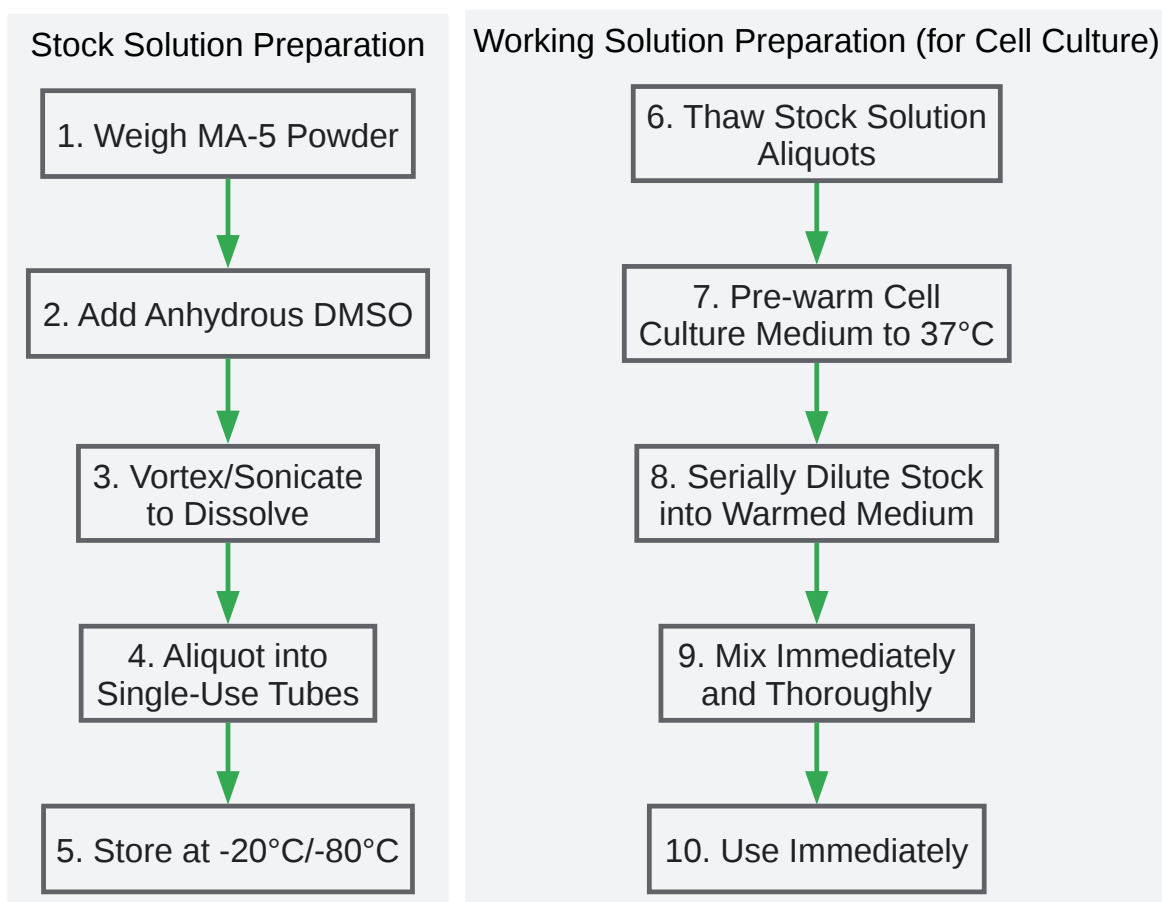 Stock Solution Preparation
1. Weigh MA-5 Powder
2. Add Anhydrous DMSO
3. Vortex/Sonicate
to Dissolve
4. Aliquot into
Single-Use Tubes
5. Store at -20°C/-80°C
Working Solution Preparation (for Cell Culture)
6. Thaw Stock Solution
Aliquots
7. Pre-warm Cell
Culture Medium to 37°C
8. Serially Dilute Stock
into Warmed Medium
9. Mix Immediately
and Thoroughly
10. Use Immediately